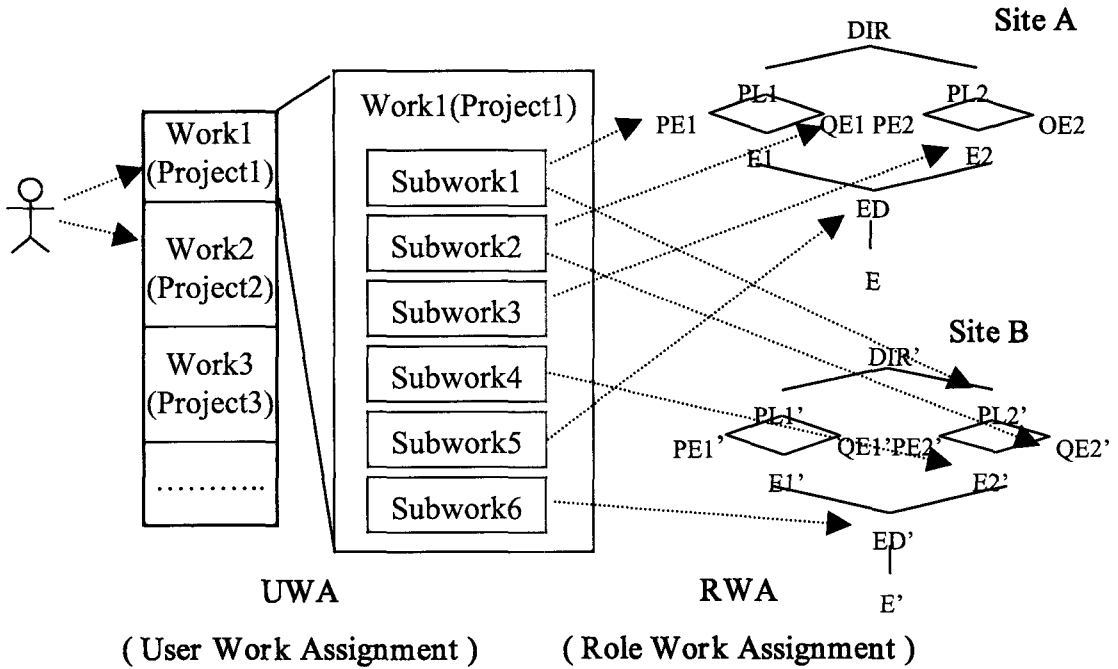 Site A
DIR
PL1 PL2
PE1 QE1 PE2 OE2
E1 E2
ED
E
Work1(Project1)
Subwork1
Subwork2
Subwork3
Subwork4
Subwork5
Subwork6
Work1
(Project1)
Work2
(Project2)
Work3
(Project3)
............
Site B
DIR’
PL1’ PL2’
PE1’ QE1’PE2’ QE2’
E1’ E2’
ED’
E’
UWA
( User Work Assignment )
RWA
( Role Work Assignment )